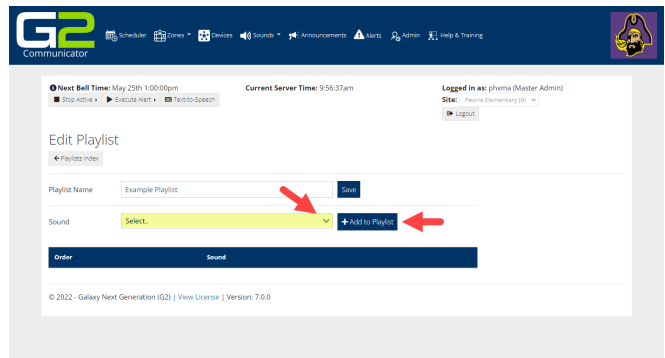 G2
Communicator
Scheduler Zones Devices Sounds Announcements Alerts Admin Help & Training
Next Bell Time: May 25th 1:00:00pm Current Server Time: 9:56:37am Logged in as: phxma (Master Admin)
Stop Active Execute Alert Text-to-Speech Site: Peoria Elementary (9)
Logout
Edit Playlist
Playlists Index
Playlist Name Example Playlist Save
Sound Select.. + Add to Playlist
Order Sound
© 2022 - Galaxy Next Generation (G2) | View License | Version: 7.0.0